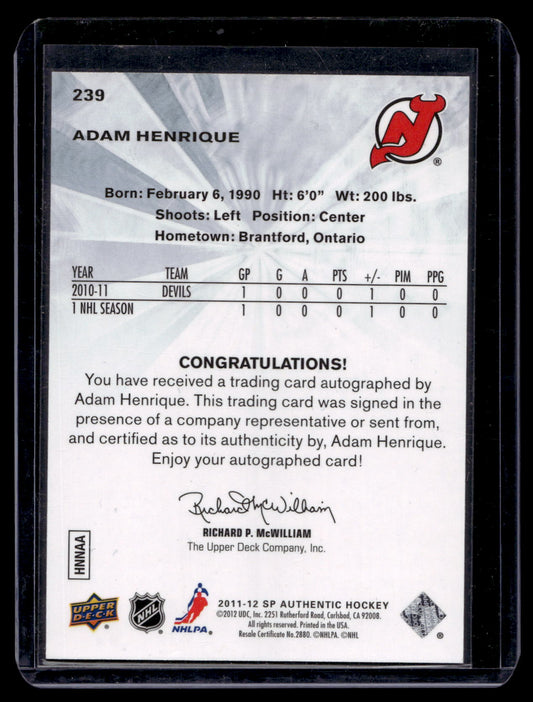 239
ADAM HENRIQUE
®
Born: February 6, 1990 Ht: 6'0" Wt: 200 lbs.
Shoots: Left Position: Center
Hometown: Brantford, Ontario
YEAR TEAM GP G A PTS +/- PIM PPG
2010-11 DEVILS 1 0 0 0 1 0 0
1 NHL SEASON 1 0 0 0 1 0 0
CONGRATULATIONS!
You have received a trading card autographed by
Adam Henrique. This trading card was signed in the
presence of a company representative or sent from,
and certified as to its authenticity by, Adam Henrique.
Enjoy your autographed card!
Richard P. McWilliam
RICHARD P. McWILLIAM
The Upper Deck Company, Inc.
HNNAA
UPPER DECK
NHL
NHLPA.
2011-12 SP AUTHENTIC HOCKEY
©2012 UDC, Inc. 2251 Rutherford Road, Carlsbad, CA 92008.
All rights reserved. Printed in the USA.
Resale Certificate No.2880. ©NHLPA. ©NHL
®